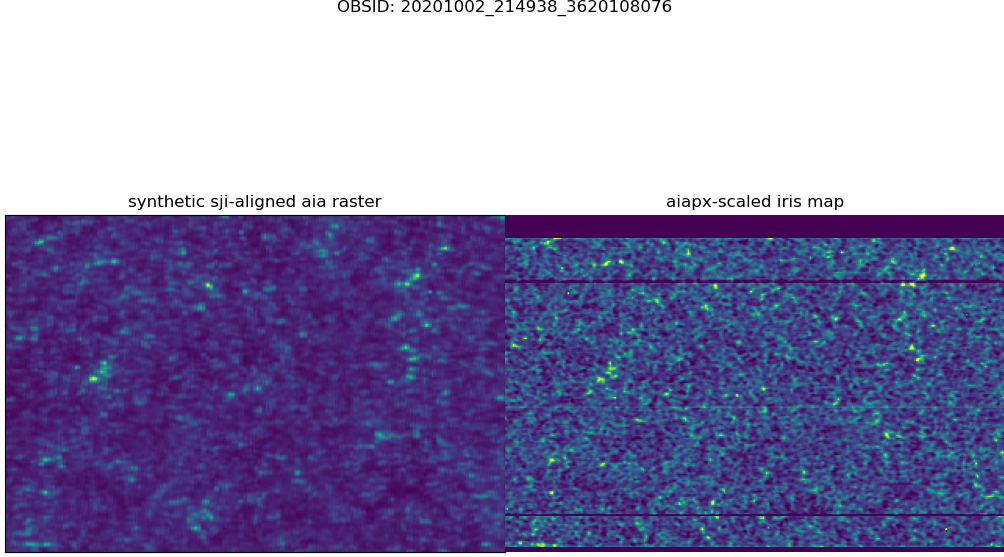 OBSID: 20201002_214938_3620108076
synthetic sji-aligned aia raster
aiapx-scaled iris map